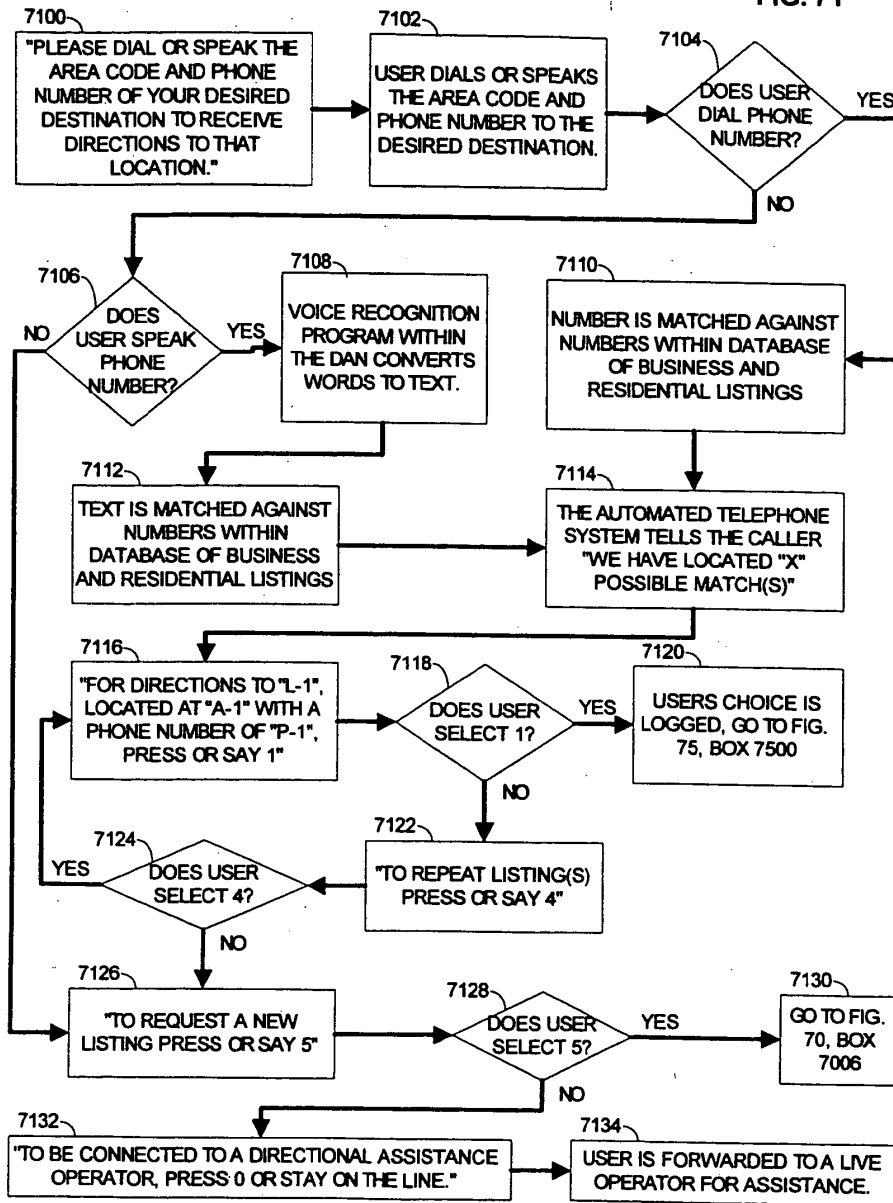 FIG. 71
7100
"PLEASE DIAL OR SPEAK THE
AREA CODE AND PHONE
NUMBER OF YOUR DESIRED
DESTINATION TO RECEIVE
DIRECTIONS TO THAT
LOCATION."
7102
USER DIALS OR SPEAKS
THE AREA CODE AND
PHONE NUMBER TO THE
DESIRED DESTINATION.
7104
DOES USER
DIAL PHONE
NUMBER?
YES
NO
7106
DOES
USER SPEAK
PHONE
NUMBER?
NO
YES
7108
VOICE RECOGNITION
PROGRAM WITHIN
THE DAN CONVERTS
WORDS TO TEXT.
7110
NUMBER IS MATCHED AGAINST
NUMBERS WITHIN DATABASE
OF BUSINESS AND
RESIDENTIAL LISTINGS
7112
TEXT IS MATCHED AGAINST
NUMBERS WITHIN
DATABASE OF BUSINESS
AND RESIDENTIAL LISTINGS
7114
THE AUTOMATED TELEPHONE
SYSTEM TELLS THE CALLER
"WE HAVE LOCATED "X"
POSSIBLE MATCH(S)"
7116
"FOR DIRECTIONS TO "L-1",
LOCATED AT "A-1" WITH A
PHONE NUMBER OF "P-1",
PRESS OR SAY 1"
7118
DOES USER
SELECT 1?
YES
NO
7120
USERS CHOICE IS
LOGGED, GO TO FIG.
75, BOX 7500
7122
"TO REPEAT LISTING(S)
PRESS OR SAY 4"
7124
DOES USER
SELECT 4?
YES
NO
7126
"TO REQUEST A NEW
LISTING PRESS OR SAY 5"
7128
DOES USER
SELECT 5?
YES
NO
7130
GO TO FIG.
70, BOX
7006
7132
"TO BE CONNECTED TO A DIRECTIONAL ASSISTANCE
OPERATOR, PRESS 0 OR STAY ON THE LINE."
7134
USER IS FORWARDED TO A LIVE
OPERATOR FOR ASSISTANCE.